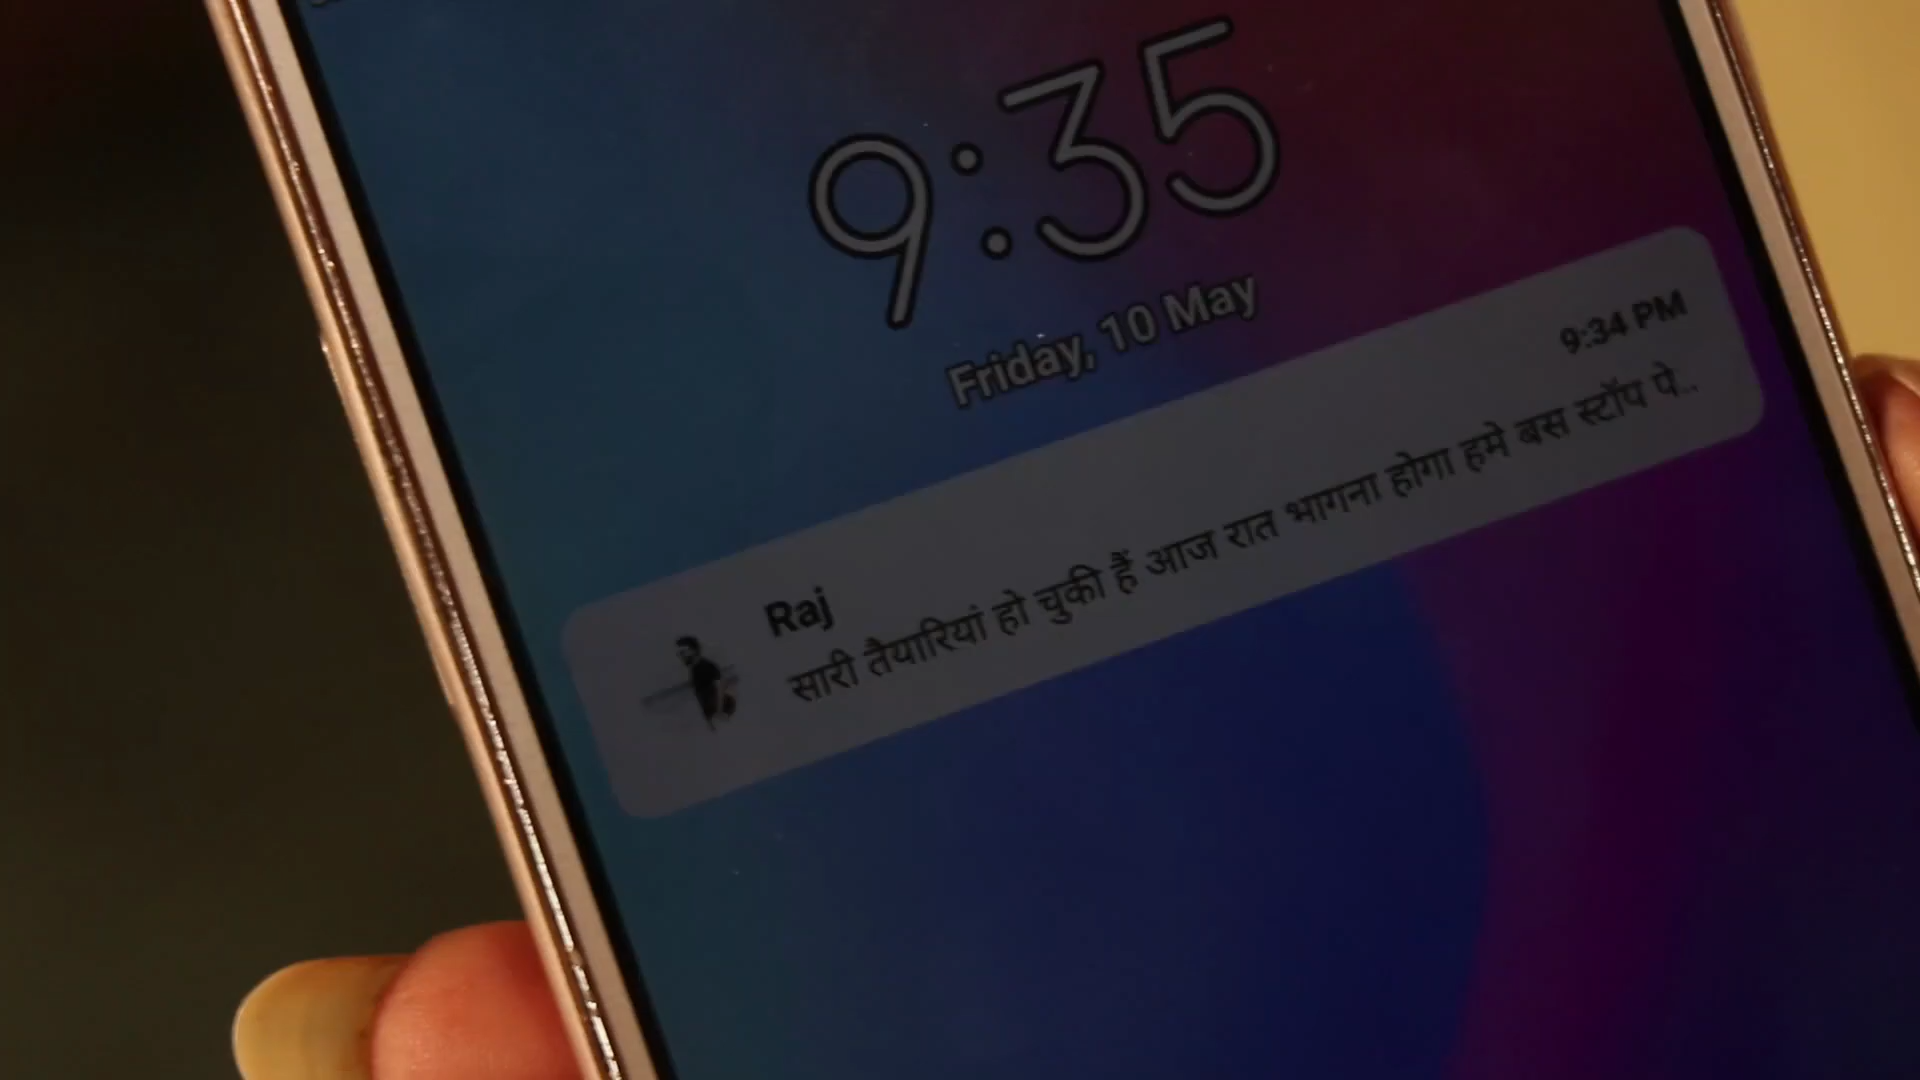 9:35
Friday, 10 May
9:34 PM
Raj
सारी तैयारियां हो चुकी हैं आज रात भागना होगा हमे बस स्टॉप पे..